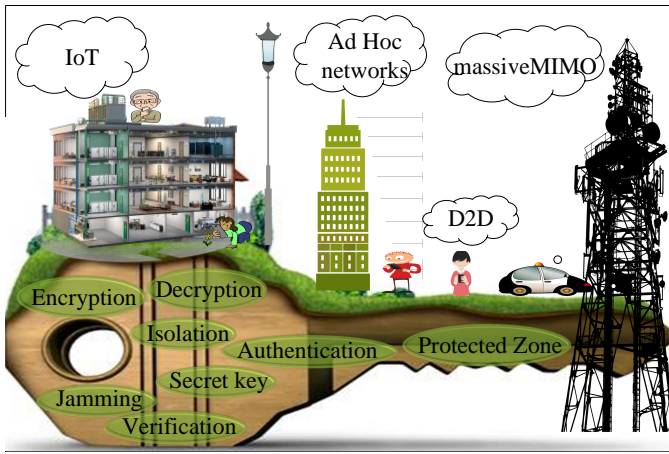 IoT
Ad Hoc
networks
massiveMIMO
D2D
Encryption
Decryption
Isolation
Authentication
Protected Zone
Secret key
Jamming
Verification